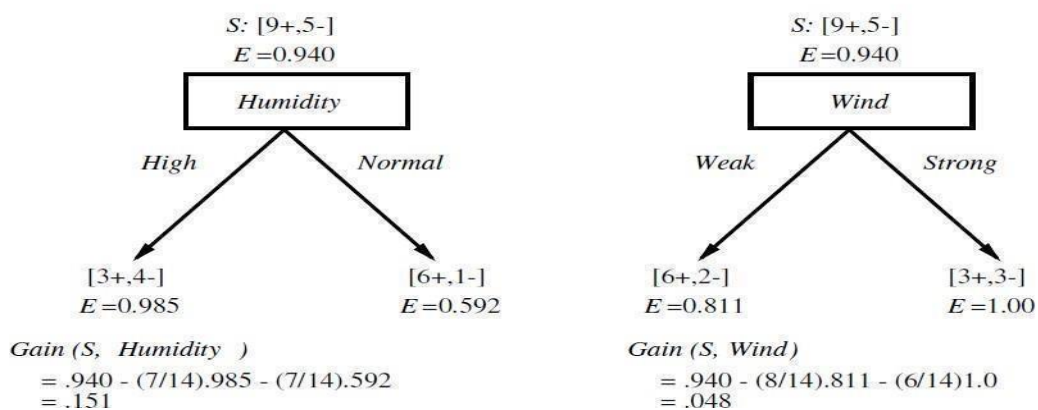 S: [9+,5-]
E =0.940
Humidity
High
Normal
[3+,4-]
E =0.985
[6+,1-]
E =0.592
Gain (S, Humidity )
= .940 - (7/14).985 - (7/14).592
= .151
S: [9+,5-]
E =0.940
Wind
Weak
Strong
[6+,2-]
E =0.811
[3+,3-]
E =1.00
Gain (S, Wind)
= .940 - (8/14).811 - (6/14)1.0
= .048